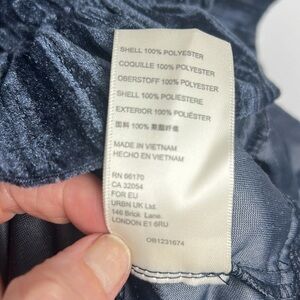 SHELL 100% POLYESTER
COQUILLE 100% POLYESTER
OBERSTOFF 100% POLYESTER
SHELL 100% POLIESTERE
EXTERIOR 100% POLIÉSTER
面料 100% 聚酯纤维
MADE IN VIETNAM
HECHO EN VIETNAM
RN 66170
CA 32054
FOR EU
URBN UK Ltd.
146 Brick Lane.
LONDON E1 6RU
OB1231674